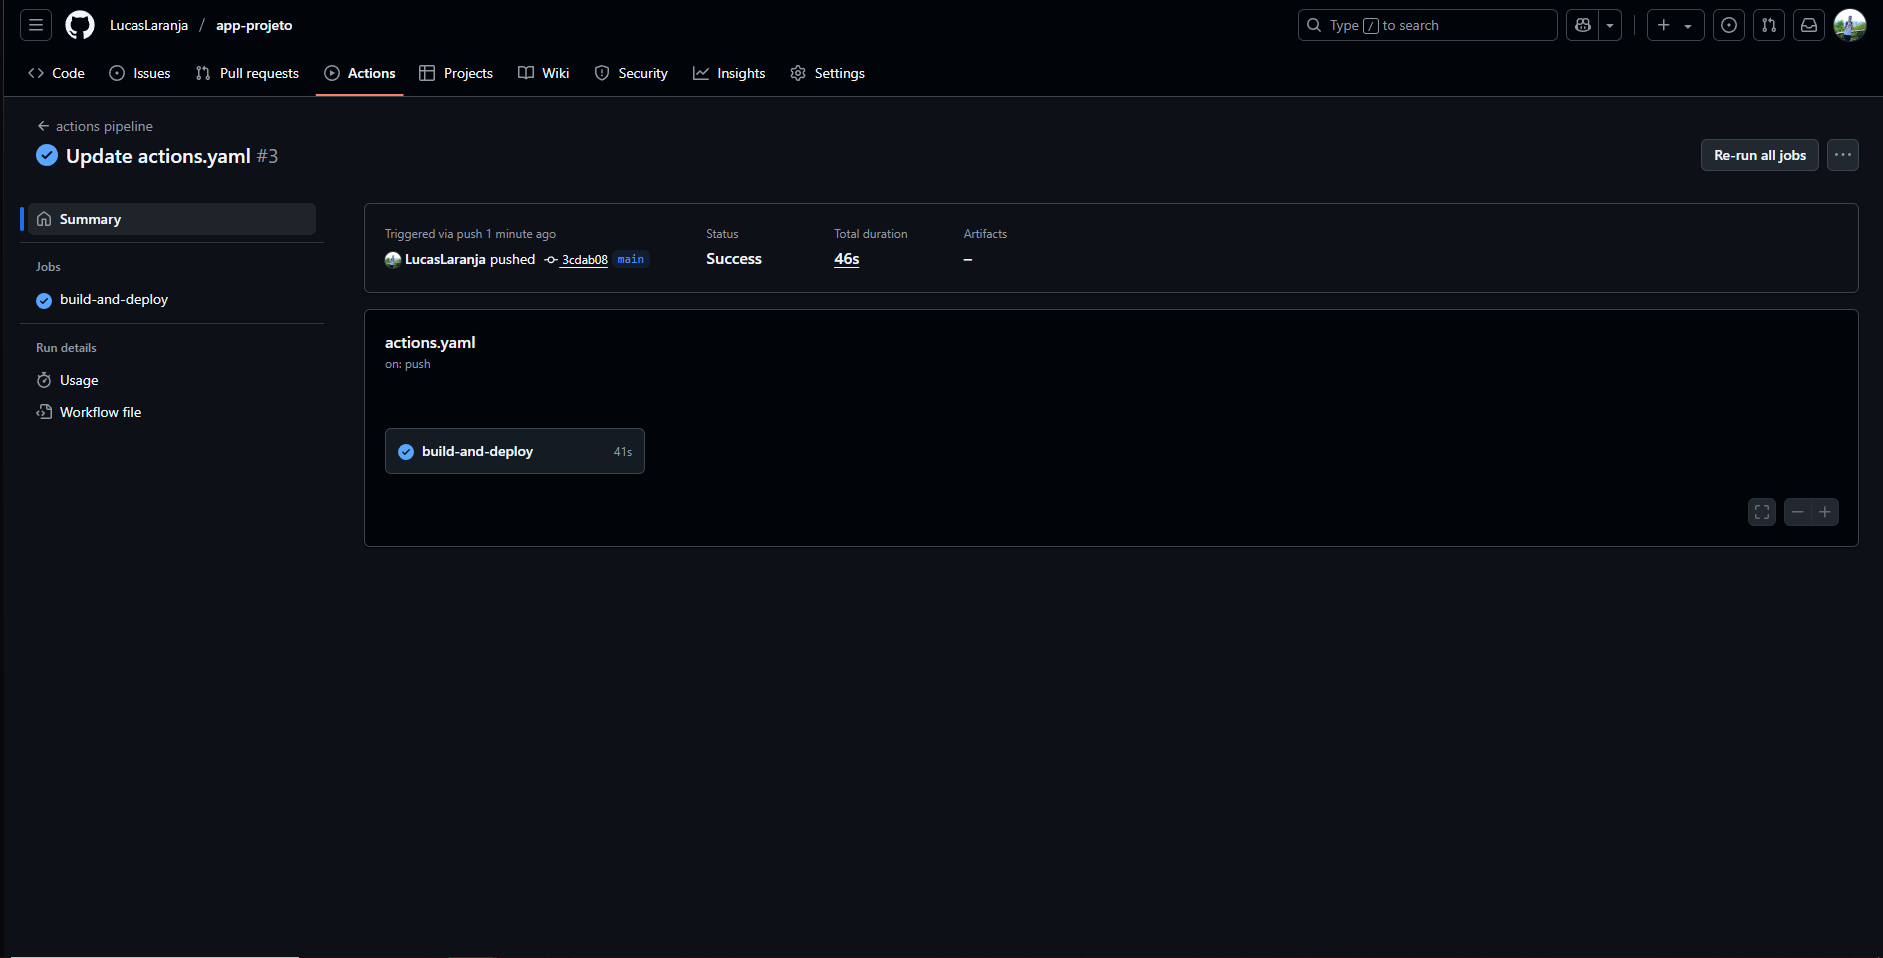 LucasLaranja / app-projeto
Type / to search
Code Issues Pull requests Actions Projects Wiki Security Insights Settings
actions pipeline
Update actions.yaml #3
Re-run all jobs
Summary
Jobs
build-and-deploy
Run details
Usage
Workflow file
Triggered via push 1 minute ago
LucasLaranja pushed 3cdab08 main
Status
Success
Total duration
46s
Artifacts
–
actions.yaml
on: push
build-and-deploy 41s